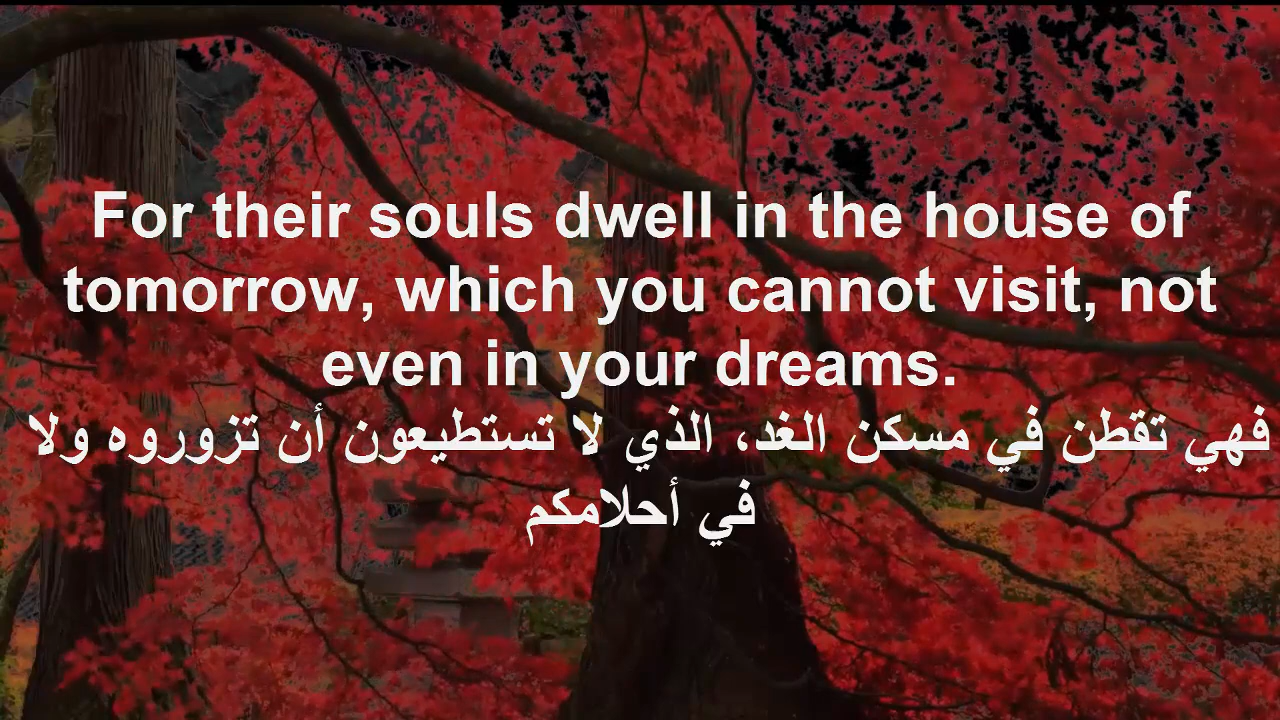 For their souls dwell in the house of
tomorrow, which you cannot visit, not
even in your dreams.
فهي تقطن في مسكن الغد، الذي لا تستطيعون أن تزوروه ولا
في أحلامكم